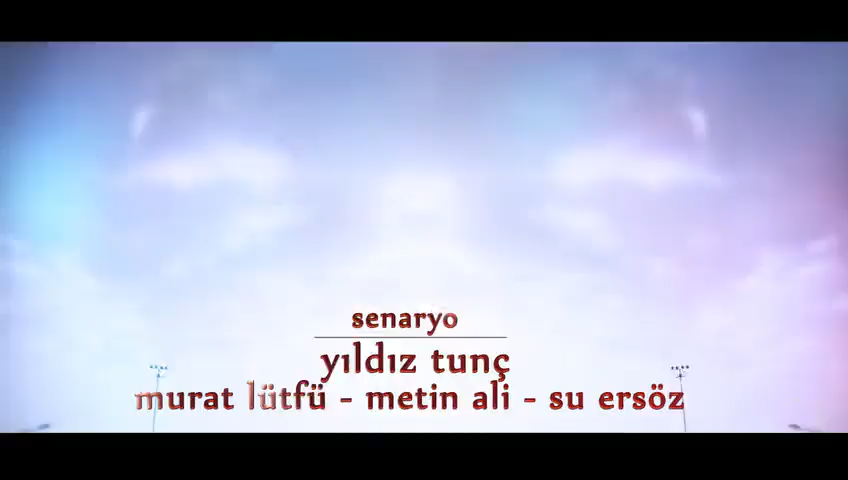 senaryo
yıldız tunç
murat lütfü - metin ali - su ersöz